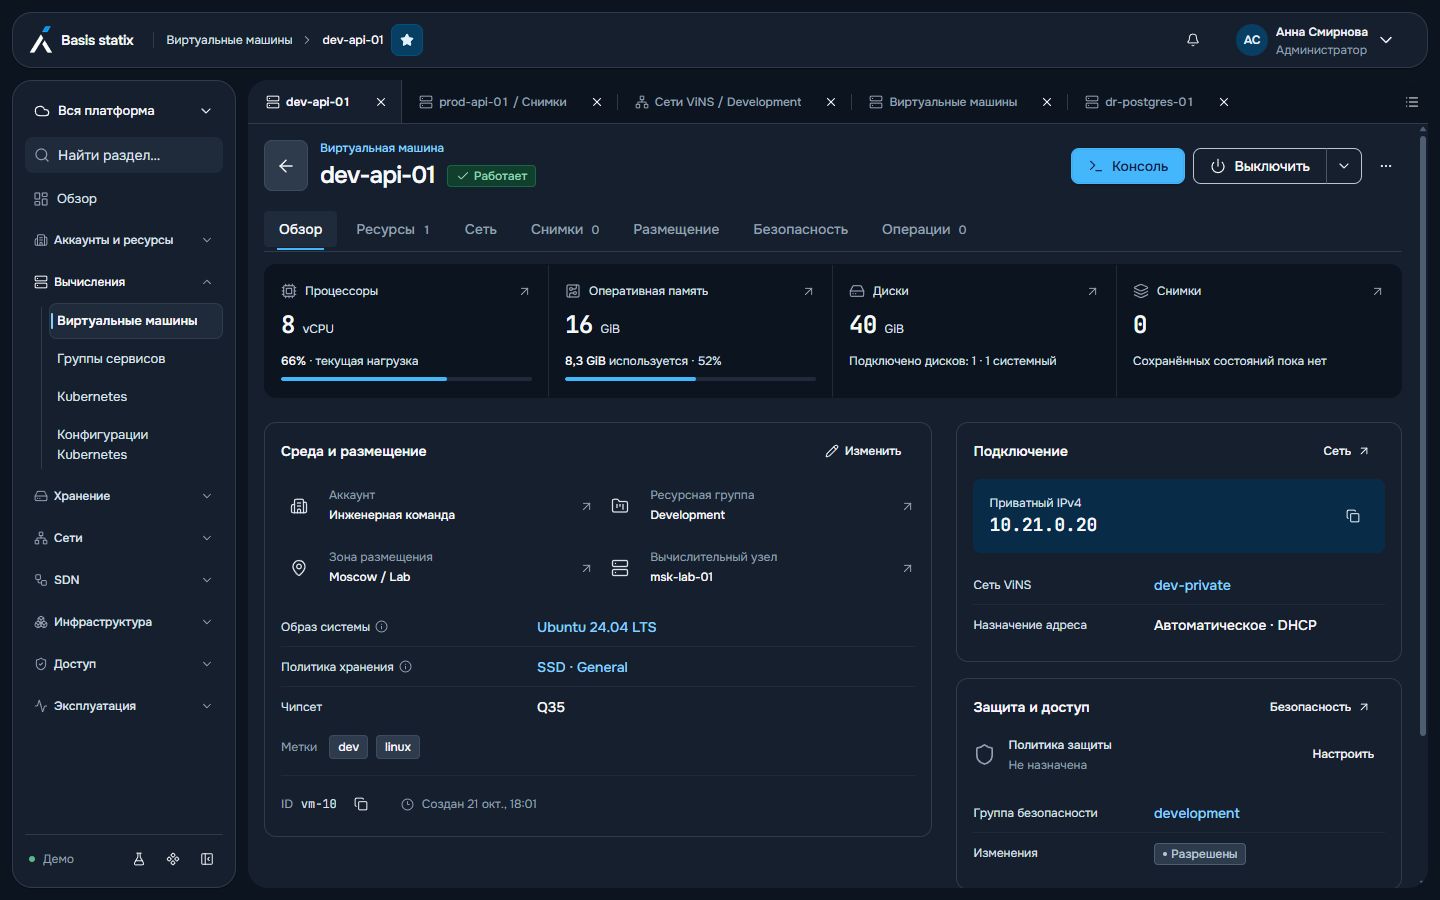 Basis statix
Виртуальные машины
dev-api-01
АС
Анна Смирнова
Администратор
Вся платформа
Найти раздел...
Обзор
Аккаунты и ресурсы
Вычисления
Виртуальные машины
Группы сервисов
Kubernetes
Конфигурации
Kubernetes
Хранение
Сети
SDN
Инфраструктура
Доступ
Эксплуатация
Демо
dev-api-01
prod-api-01 / Снимки
Сети ViNS / Development
Виртуальные машины
dr-postgres-01
Виртуальная машина
dev-api-01
Работает
Консоль
Выключить
Обзор
Ресурсы 1
Сеть
Снимки 0
Размещение
Безопасность
Операции 0
Процессоры
8 vCPU
66% · текущая нагрузка
Оперативная память
16 GiB
8,3 GiB используется · 52%
Диски
40 GiB
Подключено дисков: 1 · 1 системный
Снимки
0
Сохранённых состояний пока нет
Среда и размещение
Изменить
Аккаунт
Инженерная команда
Ресурсная группа
Development
Зона размещения
Moscow / Lab
Вычислительный узел
msk-lab-01
Образ системы
Ubuntu 24.04 LTS
Политика хранения
SSD · General
Чипсет
Q35
Метки
dev
linux
ID vm-10
Создан 21 окт., 18:01
Подключение
Сеть
Приватный IPv4
10.21.0.20
Сеть ViNS
dev-private
Назначение адреса
Автоматическое · DHCP
Защита и доступ
Безопасность
Политика защиты
Не назначена
Настроить
Группа безопасности
development
Изменения
• Разрешены